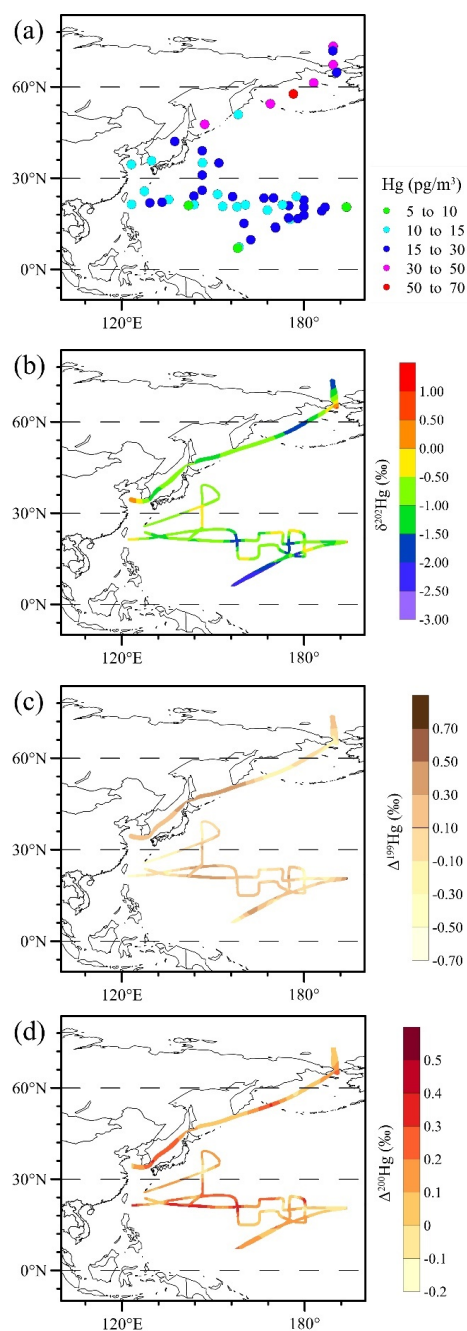 (a)
60°N
30°N
0°N
120°E
180°
Hg (pg/m³)
5 to 10
10 to 15
15 to 30
30 to 50
50 to 70
(b)
60°N
30°N
0°N
120°E
180°
1.00
0.50
0.00
-0.50
-1.00
-1.50
-2.00
-2.50
-3.00
δ²⁰²Hg (‰)
(c)
60°N
30°N
0°N
120°E
180°
0.70
0.50
0.30
0.10
-0.10
-0.30
-0.50
-0.70
Δ¹⁹⁹Hg (‰)
(d)
60°N
30°N
0°N
120°E
180°
0.5
0.4
0.3
0.2
0.1
0
-0.1
-0.2
Δ²⁰⁰Hg (‰)